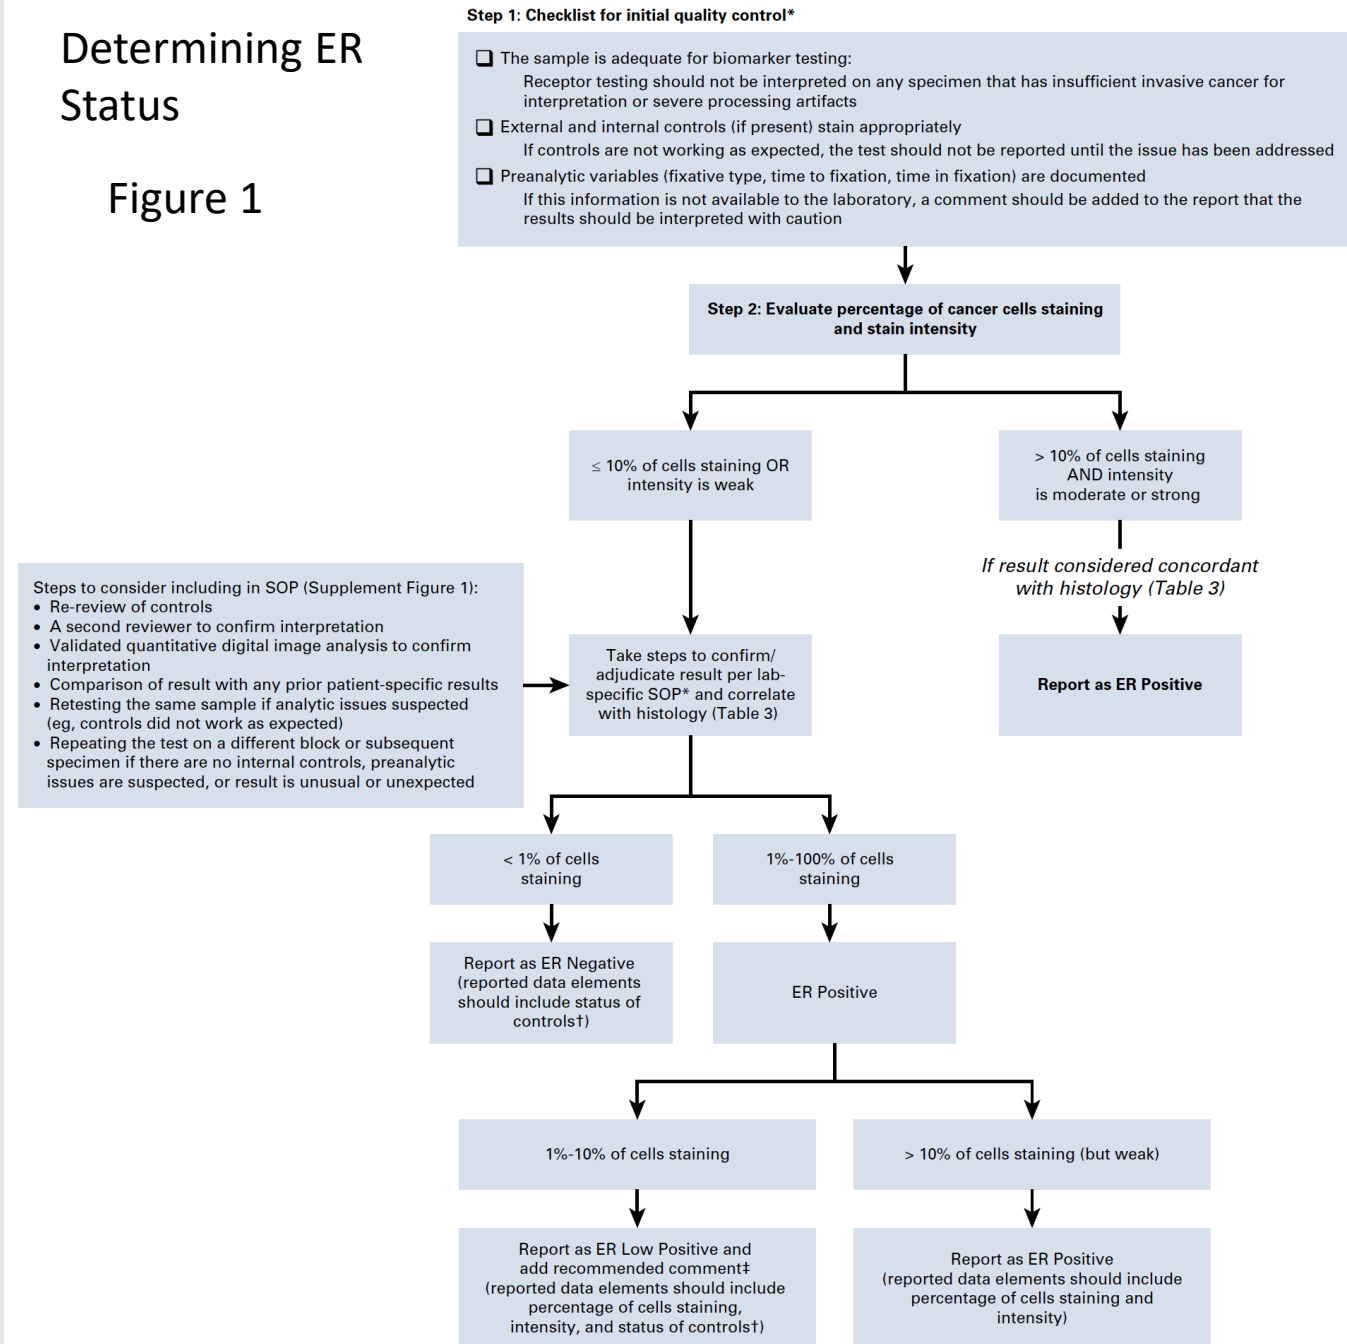 Determining ER
Status
Figure 1
Step 1: Checklist for initial quality control*
❑ The sample is adequate for biomarker testing:
Receptor testing should not be interpreted on any specimen that has insufficient invasive cancer for
interpretation or severe processing artifacts
❑ External and internal controls (if present) stain appropriately
If controls are not working as expected, the test should not be reported until the issue has been addressed
❑ Preanalytic variables (fixative type, time to fixation, time in fixation) are documented
If this information is not available to the laboratory, a comment should be added to the report that the
results should be interpreted with caution
Step 2: Evaluate percentage of cancer cells staining
and stain intensity
≤ 10% of cells staining OR
intensity is weak
> 10% of cells staining
AND intensity
is moderate or strong
If result considered concordant
with histology (Table 3)
Report as ER Positive
Steps to consider including in SOP (Supplement Figure 1):
• Re-review of controls
• A second reviewer to confirm interpretation
• Validated quantitative digital image analysis to confirm
interpretation
• Comparison of result with any prior patient-specific results
• Retesting the same sample if analytic issues suspected
(eg, controls did not work as expected)
• Repeating the test on a different block or subsequent
specimen if there are no internal controls, preanalytic
issues are suspected, or result is unusual or unexpected
Take steps to confirm/
adjudicate result per lab-
specific SOP* and correlate
with histology (Table 3)
< 1% of cells
staining
1%-100% of cells
staining
Report as ER Negative
(reported data elements
should include status of
controls†)
ER Positive
1%-10% of cells staining
> 10% of cells staining (but weak)
Report as ER Low Positive and
add recommended comment‡
(reported data elements should include
percentage of cells staining,
intensity, and status of controls†)
Report as ER Positive
(reported data elements should include
percentage of cells staining and
intensity)